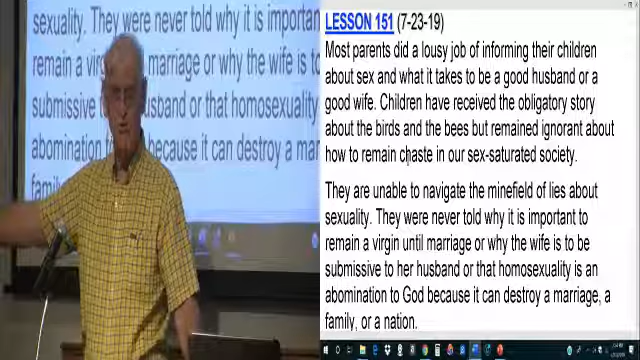 sexuality. They were never told why it is important
remain a virgin marriage or why the wife is to
submissive to husband or that homosexuality
abomination to because it can destroy a mar
family,
LESSON 151 (7-23-19)
Most parents did a lousy job of informing their children
about sex and what it takes to be a good husband or a
good wife. Children have received the obligatory story
about the birds and the bees but remained ignorant about
how to remain chaste in our sex-saturated society.
They are unable to navigate the minefield of lies about
sexuality. They were never told why it is important to
remain a virgin until marriage or why the wife is to be
submissive to her husband or that homosexuality is an
abomination to God because it can destroy a marriage, a
family, or a nation.